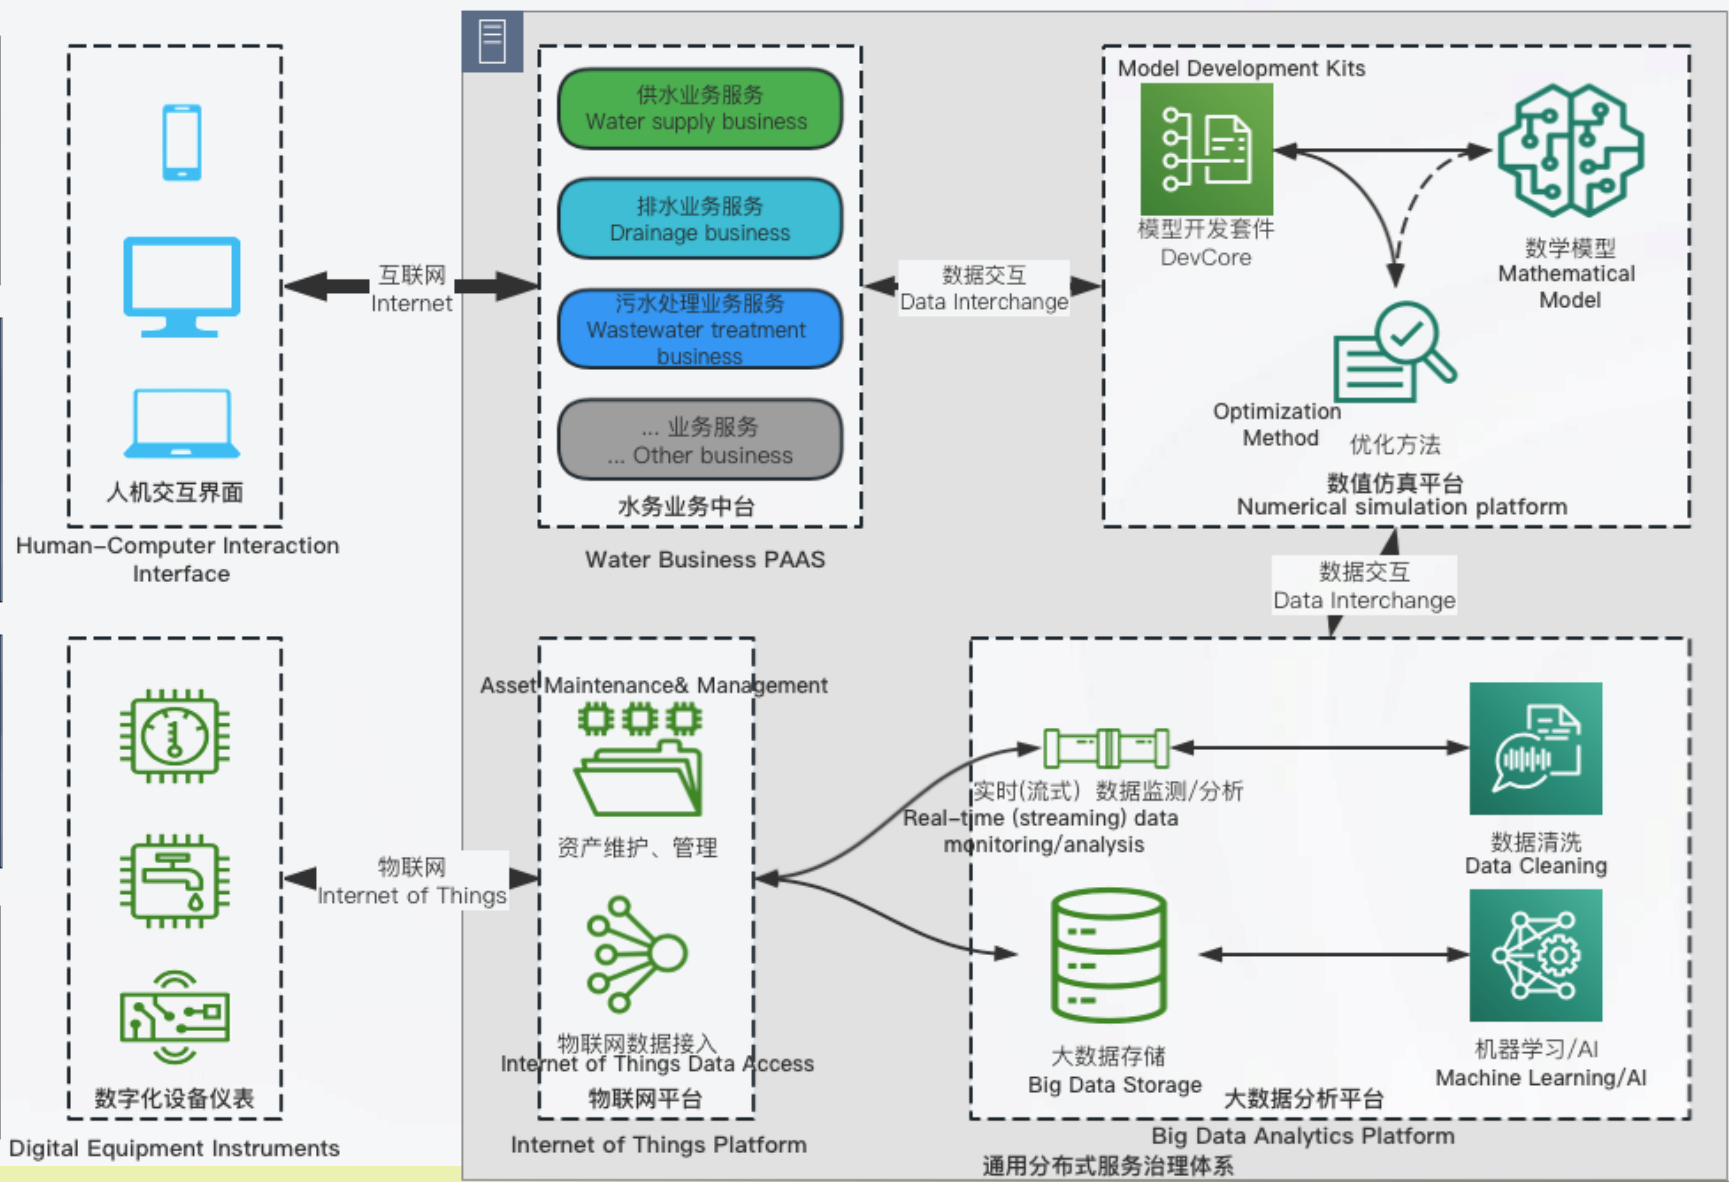 人机交互界面
Human-Computer Interaction
Interface
互联网
Internet
供水业务服务
Water supply business
排水业务服务
Drainage business
污水处理业务服务
Wastewater treatment
business
... 业务服务
... Other business
水务业务中台
Water Business PAAS
数据交互
Data Interchange
Model Development Kits
模型开发套件
DevCore
数学模型
Mathematical
Model
Optimization
Method
优化方法
数值仿真平台
Numerical simulation platform
数据交互
Data Interchange
数字化设备仪表
Digital Equipment Instruments
物联网
Internet of Things
Asset Maintenance& Management
资产维护、管理
物联网数据接入
Internet of Things Data Access
物联网平台
Internet of Things Platform
实时(流式）数据监测/分析
Real-time (streaming) data
monitoring/analysis
数据清洗
Data Cleaning
大数据存储
Big Data Storage
机器学习/AI
Machine Learning/AI
大数据分析平台
Big Data Analytics Platform
通用分布式服务治理体系